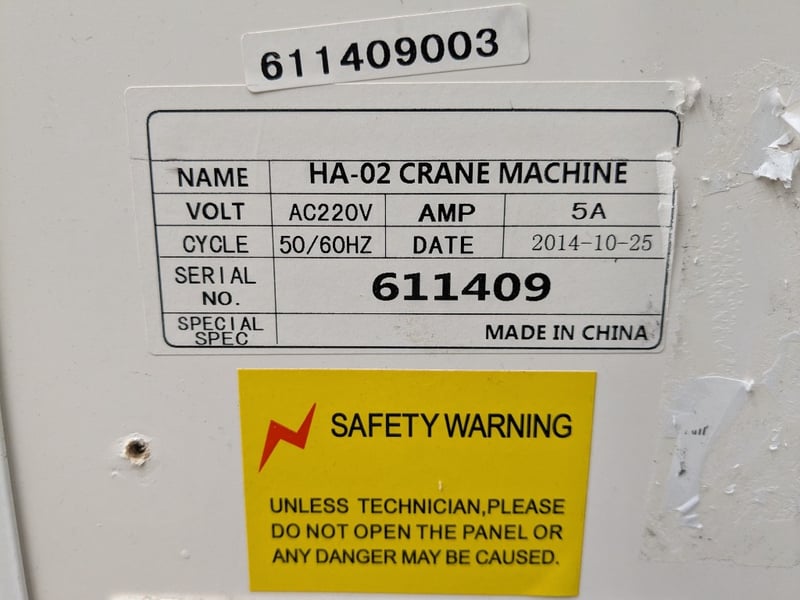 611409003
NAME HA-02 CRANE MACHINE
VOLT AC220V AMP 5A
CYCLE 50/60HZ DATE 2014-10-25
SERIAL NO. 611409
SPECIAL SPEC MADE IN CHINA
SAFETY WARNING
UNLESS TECHNICIAN,PLEASE
DO NOT OPEN THE PANEL OR
ANY DANGER MAY BE CAUSED.